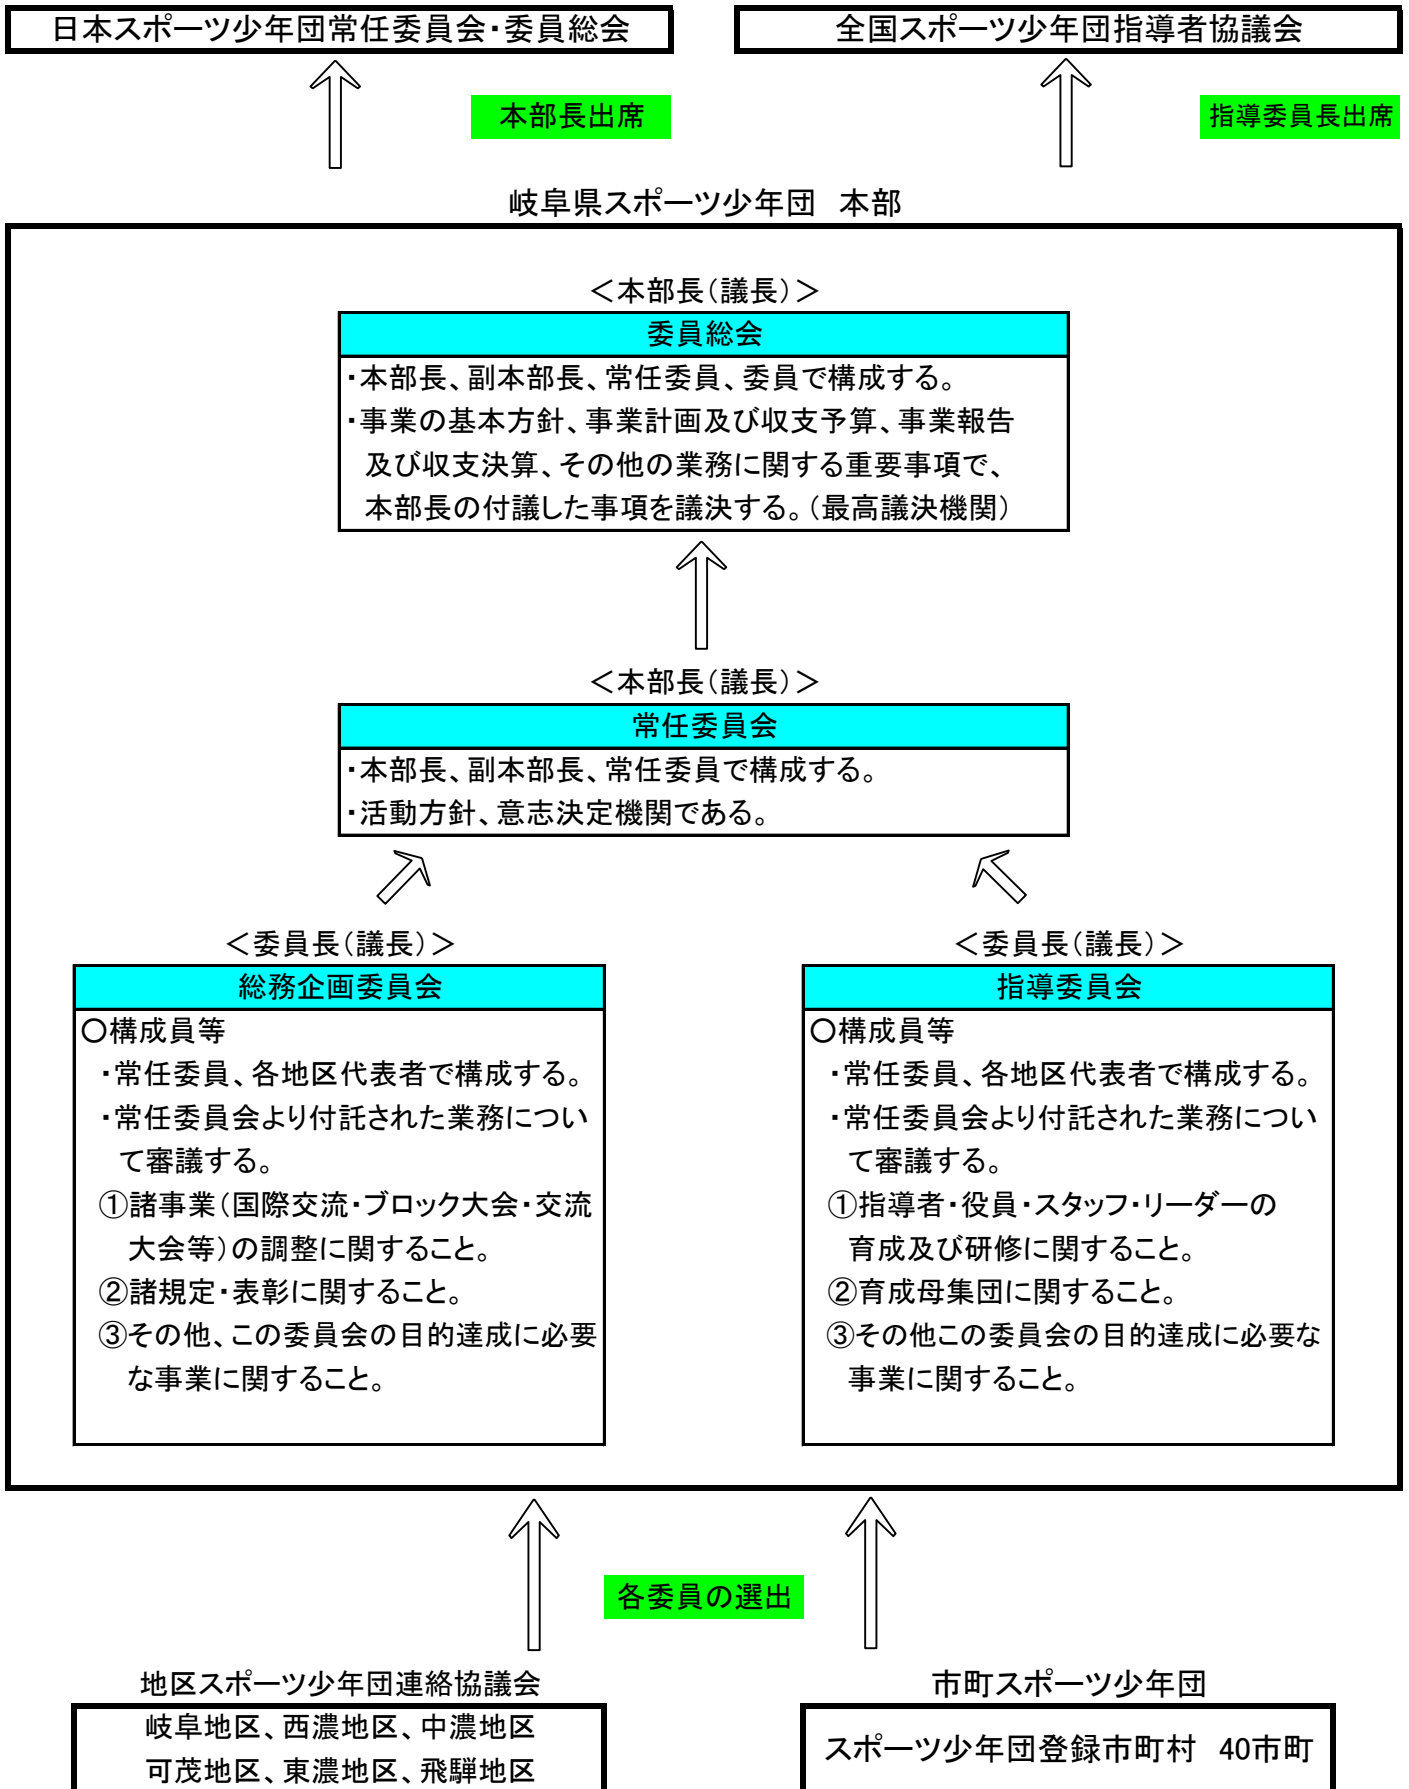 日本スポーツ少年団常任委員会・委員総会
全国スポーツ少年団指導者協議会
本部長出席
指導委員長出席
岐阜県スポーツ少年団　本部
＜本部長（議長）＞
委員総会
・本部長、副本部長、常任委員、委員で構成する。
・事業の基本方針、事業計画及び収支予算、事業報告
及び収支決算、その他の業務に関する重要事項で、
本部長の付議した事項を議決する。（最高議決機関）
＜本部長（議長）＞
常任委員会
・本部長、副本部長、常任委員で構成する。
・活動方針、意志決定機関である。
＜委員長（議長）＞
総務企画委員会
〇構成員等
・常任委員、各地区代表者で構成する。
・常任委員会より付託された業務につい
て審議する。
①諸事業（国際交流・ブロック大会・交流
大会等）の調整に関すること。
②諸規定・表彰に関すること。
③その他、この委員会の目的達成に必要
な事業に関すること。
＜委員長（議長）＞
指導委員会
〇構成員等
・常任委員、各地区代表者で構成する。
・常任委員会より付託された業務につい
て審議する。
①指導者・役員・スタッフ・リーダーの
育成及び研修に関すること。
②育成母集団に関すること。
③その他この委員会の目的達成に必要な
事業に関すること。
各委員の選出
地区スポーツ少年団連絡協議会
岐阜地区、西濃地区、中濃地区
可茂地区、東濃地区、飛騨地区
市町スポーツ少年団
スポーツ少年団登録市町村　40市町